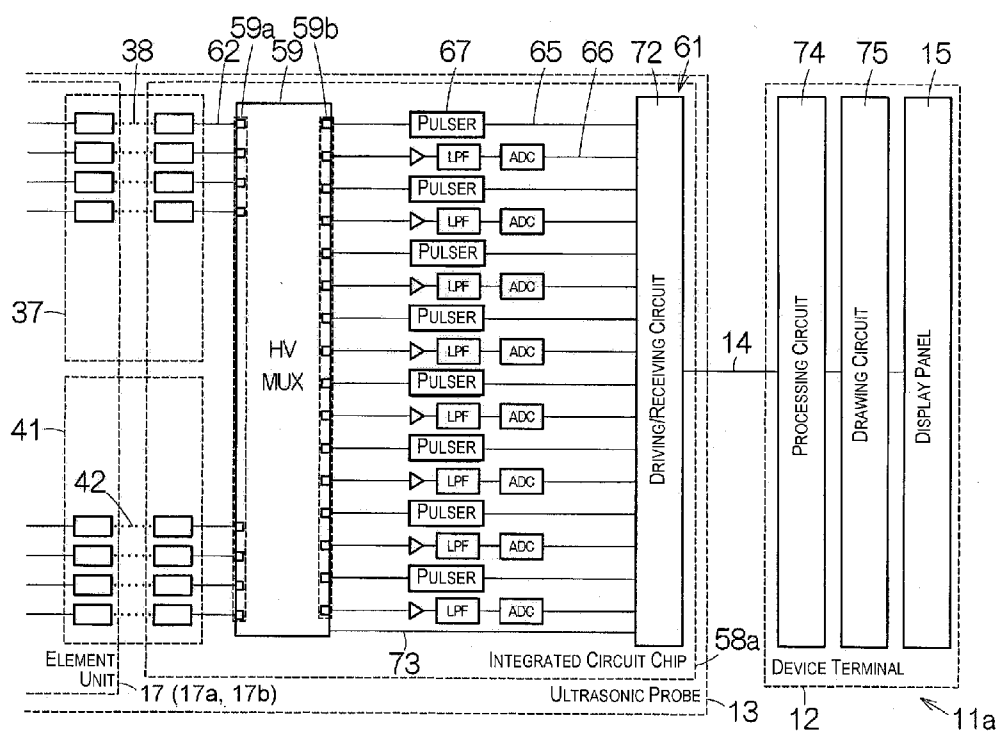 38 62 59a 59 59b 67 65 66 72 61 74 75 15
PULSER
LPF ADC
PULSER
LPF ADC
PULSER
LPF ADC
PULSER
LPF ADC
PULSER
LPF ADC
PULSER
LPF ADC
PULSER
LPF ADC
PULSER
LPF ADC
37
HV
MUX
DRIVING/RECEIVING CIRCUIT
14
PROCESSING CIRCUIT
DRAWING CIRCUIT
DISPLAY PANEL
41
42
73
ELEMENT
UNIT
INTEGRATED CIRCUIT CHIP
58a
DEVICE TERMINAL
17 (17a, 17b)
ULTRASONIC PROBE
13
12
11a